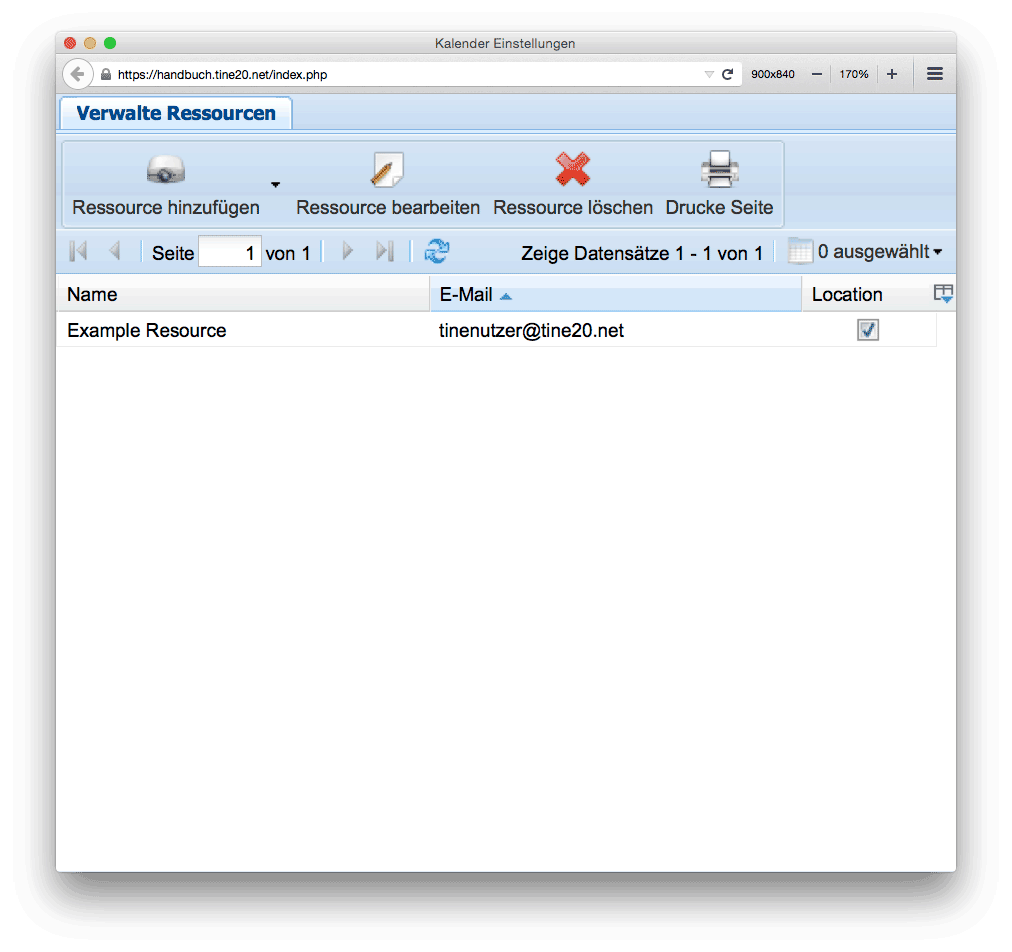 Kalender Einstellungen
https://handbuch.tine20.net/index.php 900x840 170%
Verwalte Ressourcen
Ressource hinzufügen Ressource bearbeiten Ressource löschen Drucke Seite
Seite 1 von 1 Zeige Datensätze 1 - 1 von 1 0 ausgewählt
Name E-Mail Location
Example Resource tinenutzer@tine20.net